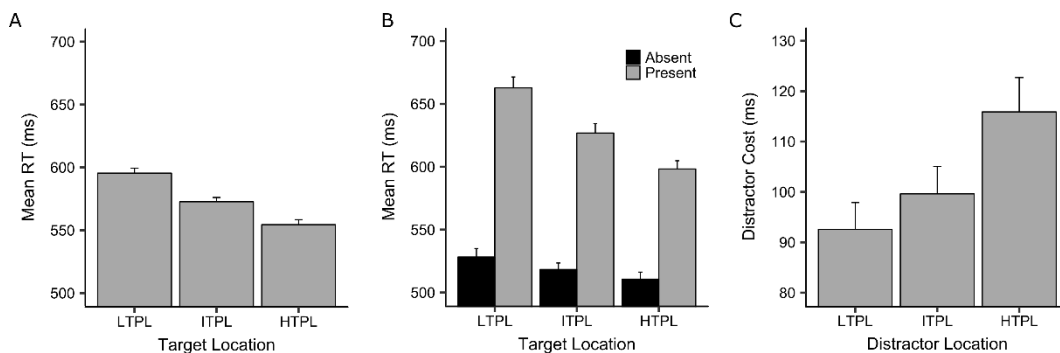 A
700
650
600
550
500
Mean RT (ms)
LTPL ITPL HTPL
Target Location
B
Absent
Present
700
650
600
550
500
Mean RT (ms)
LTPL ITPL HTPL
Target Location
C
130
120
110
100
90
80
Distractor Cost
(ms)
LTPL ITPL HTPL
Distractor Location